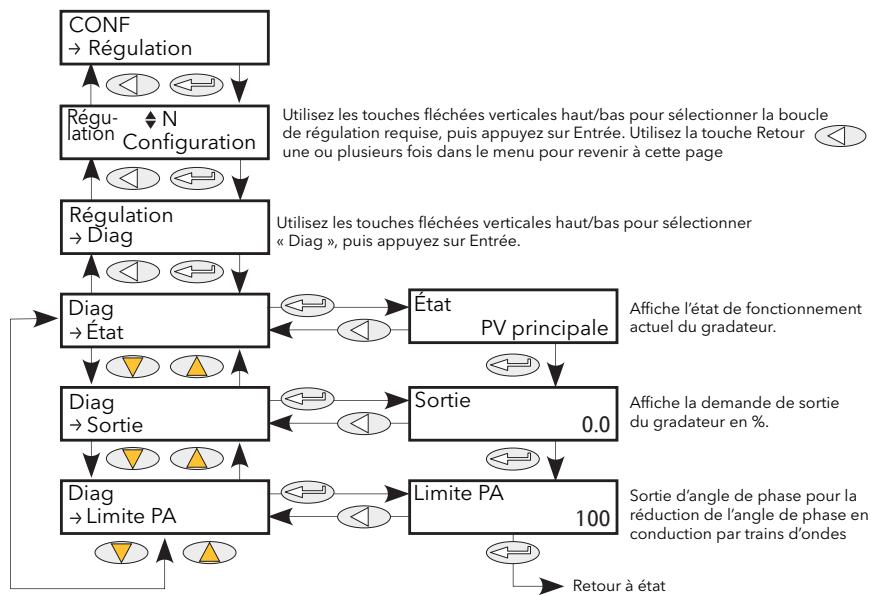 CONF
→ Régulation
Régu-
lation
N
Configuration
Utilisez les touches fléchées verticales haut/bas pour sélectionner la boucle
de régulation requise, puis appuyez sur Entrée. Utilisez la touche Retour
une ou plusieurs fois dans le menu pour revenir à cette page
Régulation
→ Diag
Utilisez les touches fléchées verticales haut/bas pour sélectionner
« Diag », puis appuyez sur Entrée.
Diag
→ État
État
PV principale
Affiche l'état de fonctionnement
actuel du gradateur.
Diag
→ Sortie
Sortie
0.0
Affiche la demande de sortie
du gradateur en %.
Diag
→ Limite PA
Limite PA
100
Sortie d'angle de phase pour la
réduction de l'angle de phase en
conduction par trains d'ondes
Retour à état